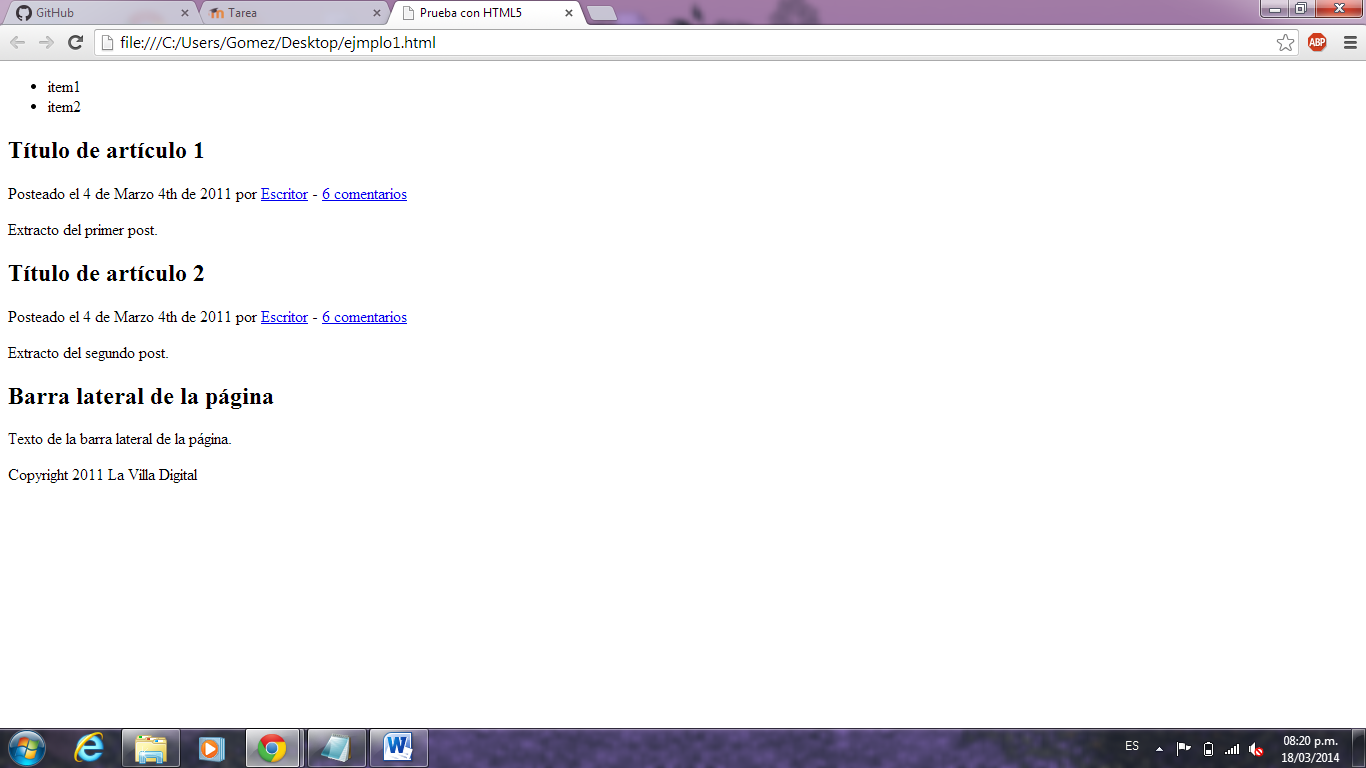 GitHub
Tarea
Prueba con HTML5
file:///C:/Users/Gomez/Desktop/ejmplo1.html
ABP
item1
item2
Título de artículo 1
Posteado el 4 de Marzo 4th de 2011 por Escritor - 6 comentarios
Extracto del primer post.
Título de artículo 2
Posteado el 4 de Marzo 4th de 2011 por Escritor - 6 comentarios
Extracto del segundo post.
Barra lateral de la página
Texto de la barra lateral de la página.
Copyright 2011 La Villa Digital
ES
08:20 p.m.
18/03/2014